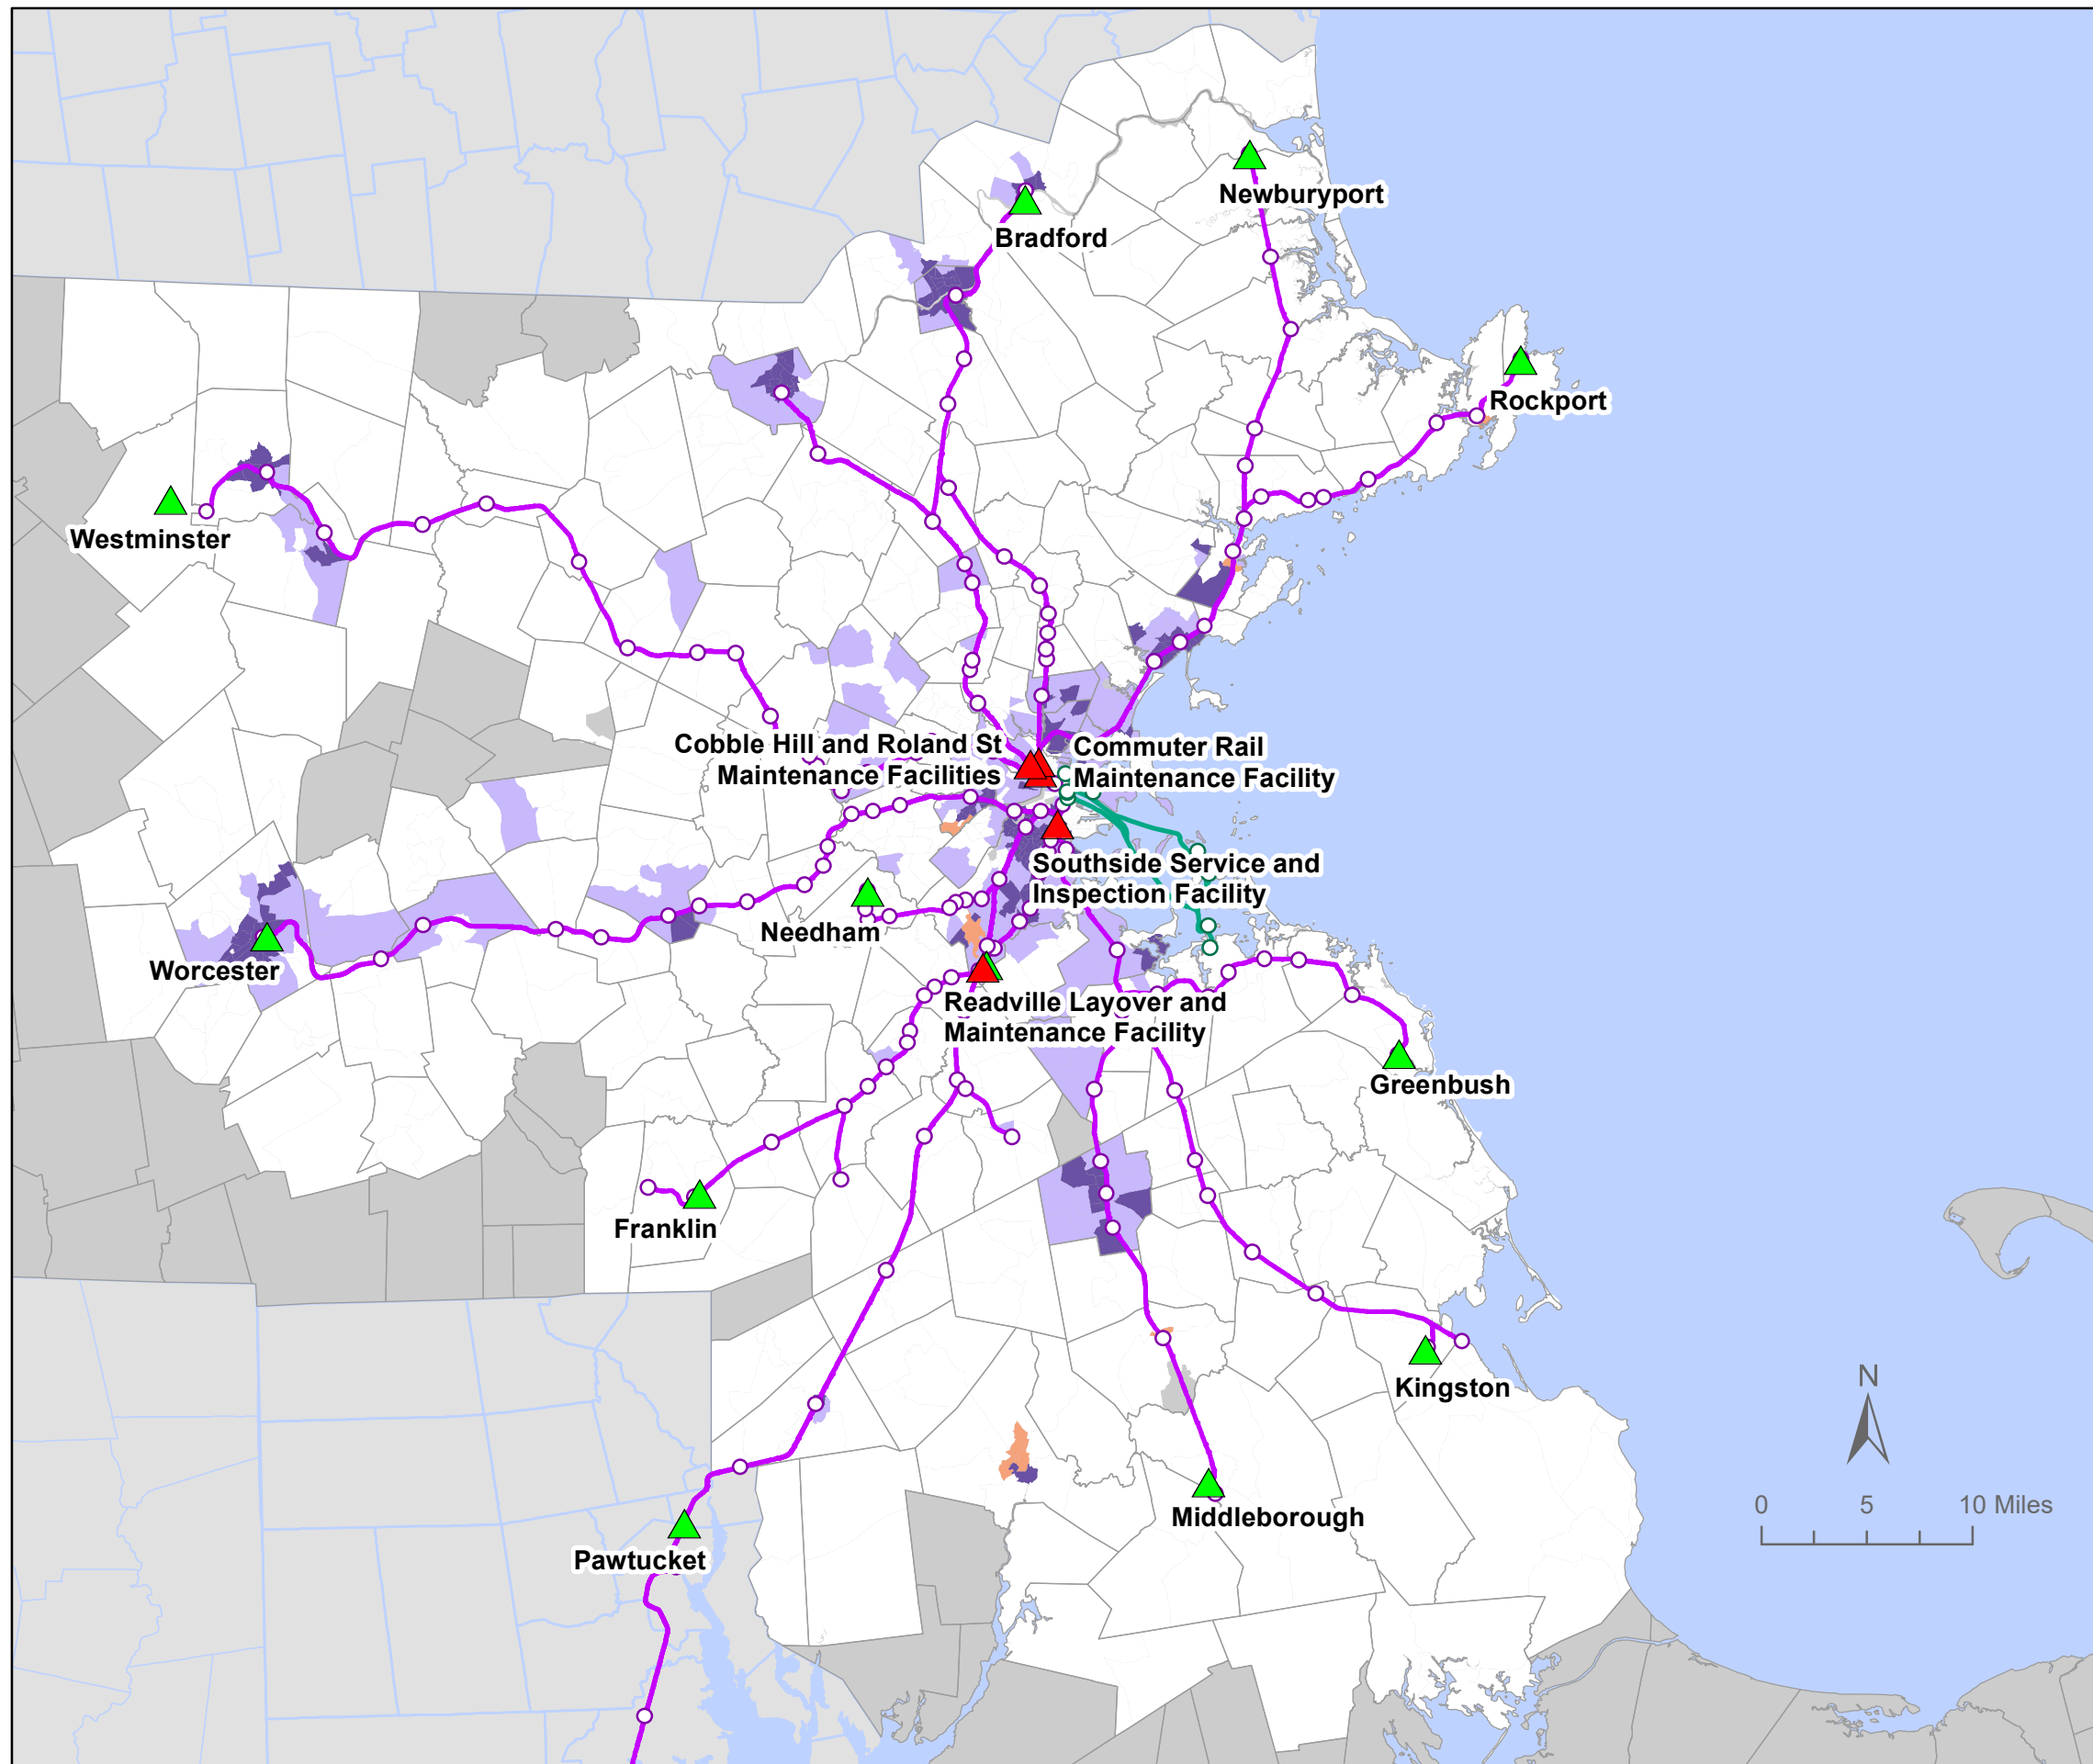 Newburyport
Bradford
Rockport
Westminster
Cobble Hill and Roland St
Maintenance Facilities
Commuter Rail
Maintenance Facility
Southside Service and
Inspection Facility
Needham
Worcester
Readville Layover and
Maintenance Facility
Greenbush
Franklin
Kingston
N
0 5 10 Miles
Middleborough
Pawtucket